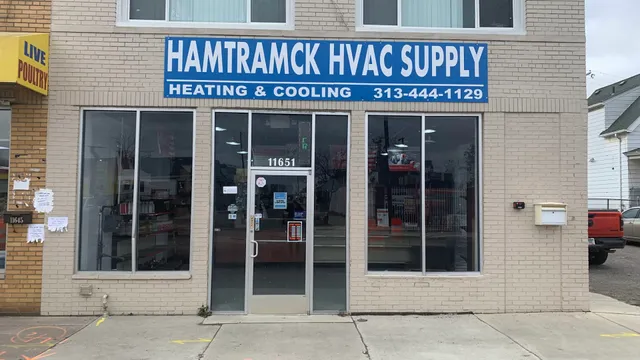 LIVE
POULTRY
HAMTRAMCK HVAC SUPPLY
HEATING & COOLING 313-444-1129
11651
11645